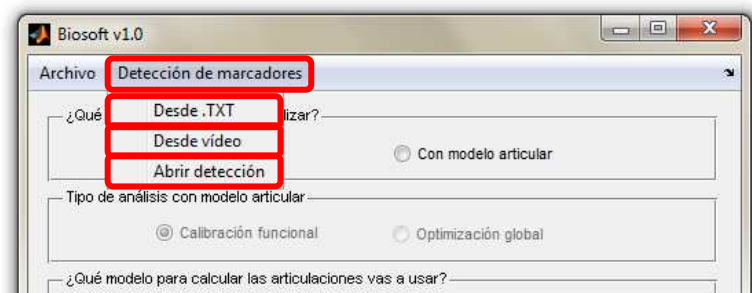 Biosoft v1.0
Archivo Detección de marcadores
¿Qué lizar?
Desde .TXT
Desde vídeo
Con modelo articular
Abrir detección
Tipo de análisis con modelo articular
Calibración funcional Optimización global
¿Qué modelo para calcular las articulaciones vas a usar?